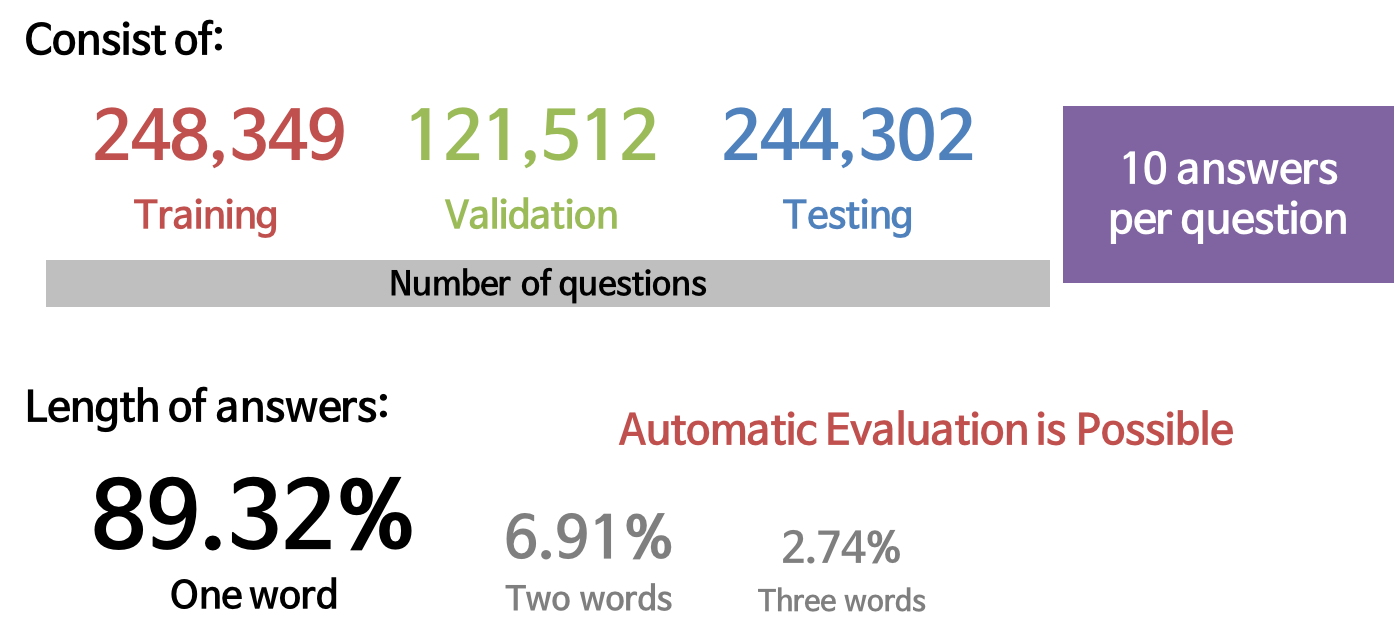 Consist of:
248,349 121,512 244,302
Training Validation Testing
Number of questions
10 answers
per question
Length of answers:
Automatic Evaluation is Possible
89.32% 6.91% 2.74%
One word Two words Three words